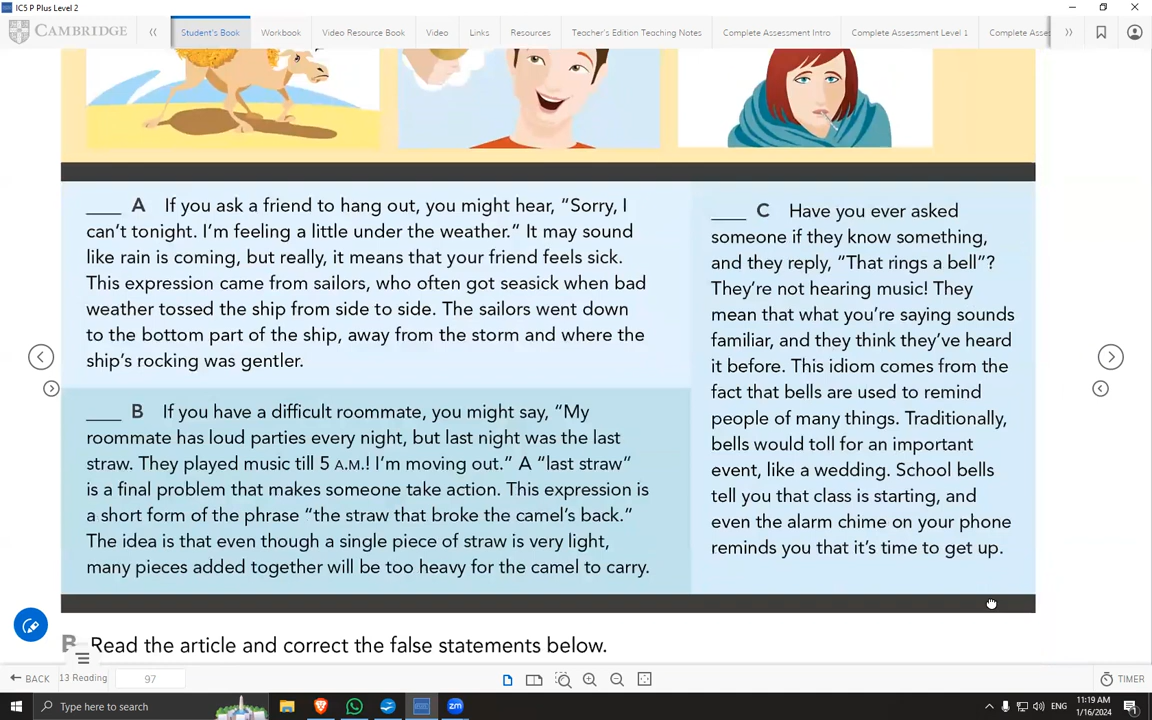 IC5 P Plus Level 2
CAMBRIDGE
Student's Book
Workbook
Video Resource Book
Video
Links
Resources
Teacher's Edition Teaching Notes
Complete Assessment Intro
Complete Assessment Level 1
Complete Asses
____ A If you ask a friend to hang out, you might hear, “Sorry, I
can’t tonight. I’m feeling a little under the weather.” It may sound
like rain is coming, but really, it means that your friend feels sick.
This expression came from sailors, who often got seasick when bad
weather tossed the ship from side to side. The sailors went down
to the bottom part of the ship, away from the storm and where the
ship’s rocking was gentler.
____ B If you have a difficult roommate, you might say, “My
roommate has loud parties every night, but last night was the last
straw. They played music till 5 A.M.! I’m moving out.” A “last straw”
is a final problem that makes someone take action. This expression is
a short form of the phrase “the straw that broke the camel’s back.”
The idea is that even though a single piece of straw is very light,
many pieces added together will be too heavy for the camel to carry.
____ C Have you ever asked
someone if they know something,
and they reply, “That rings a bell”?
They’re not hearing music! They
mean that what you’re saying sounds
familiar, and they think they’ve heard
it before. This idiom comes from the
fact that bells are used to remind
people of many things. Traditionally,
bells would toll for an important
event, like a wedding. School bells
tell you that class is starting, and
even the alarm chime on your phone
reminds you that it’s time to get up.
B Read the article and correct the false statements below.
BACK
13 Reading
97
TIMER
Type here to search
ENG
11:19 AM
1/16/2024